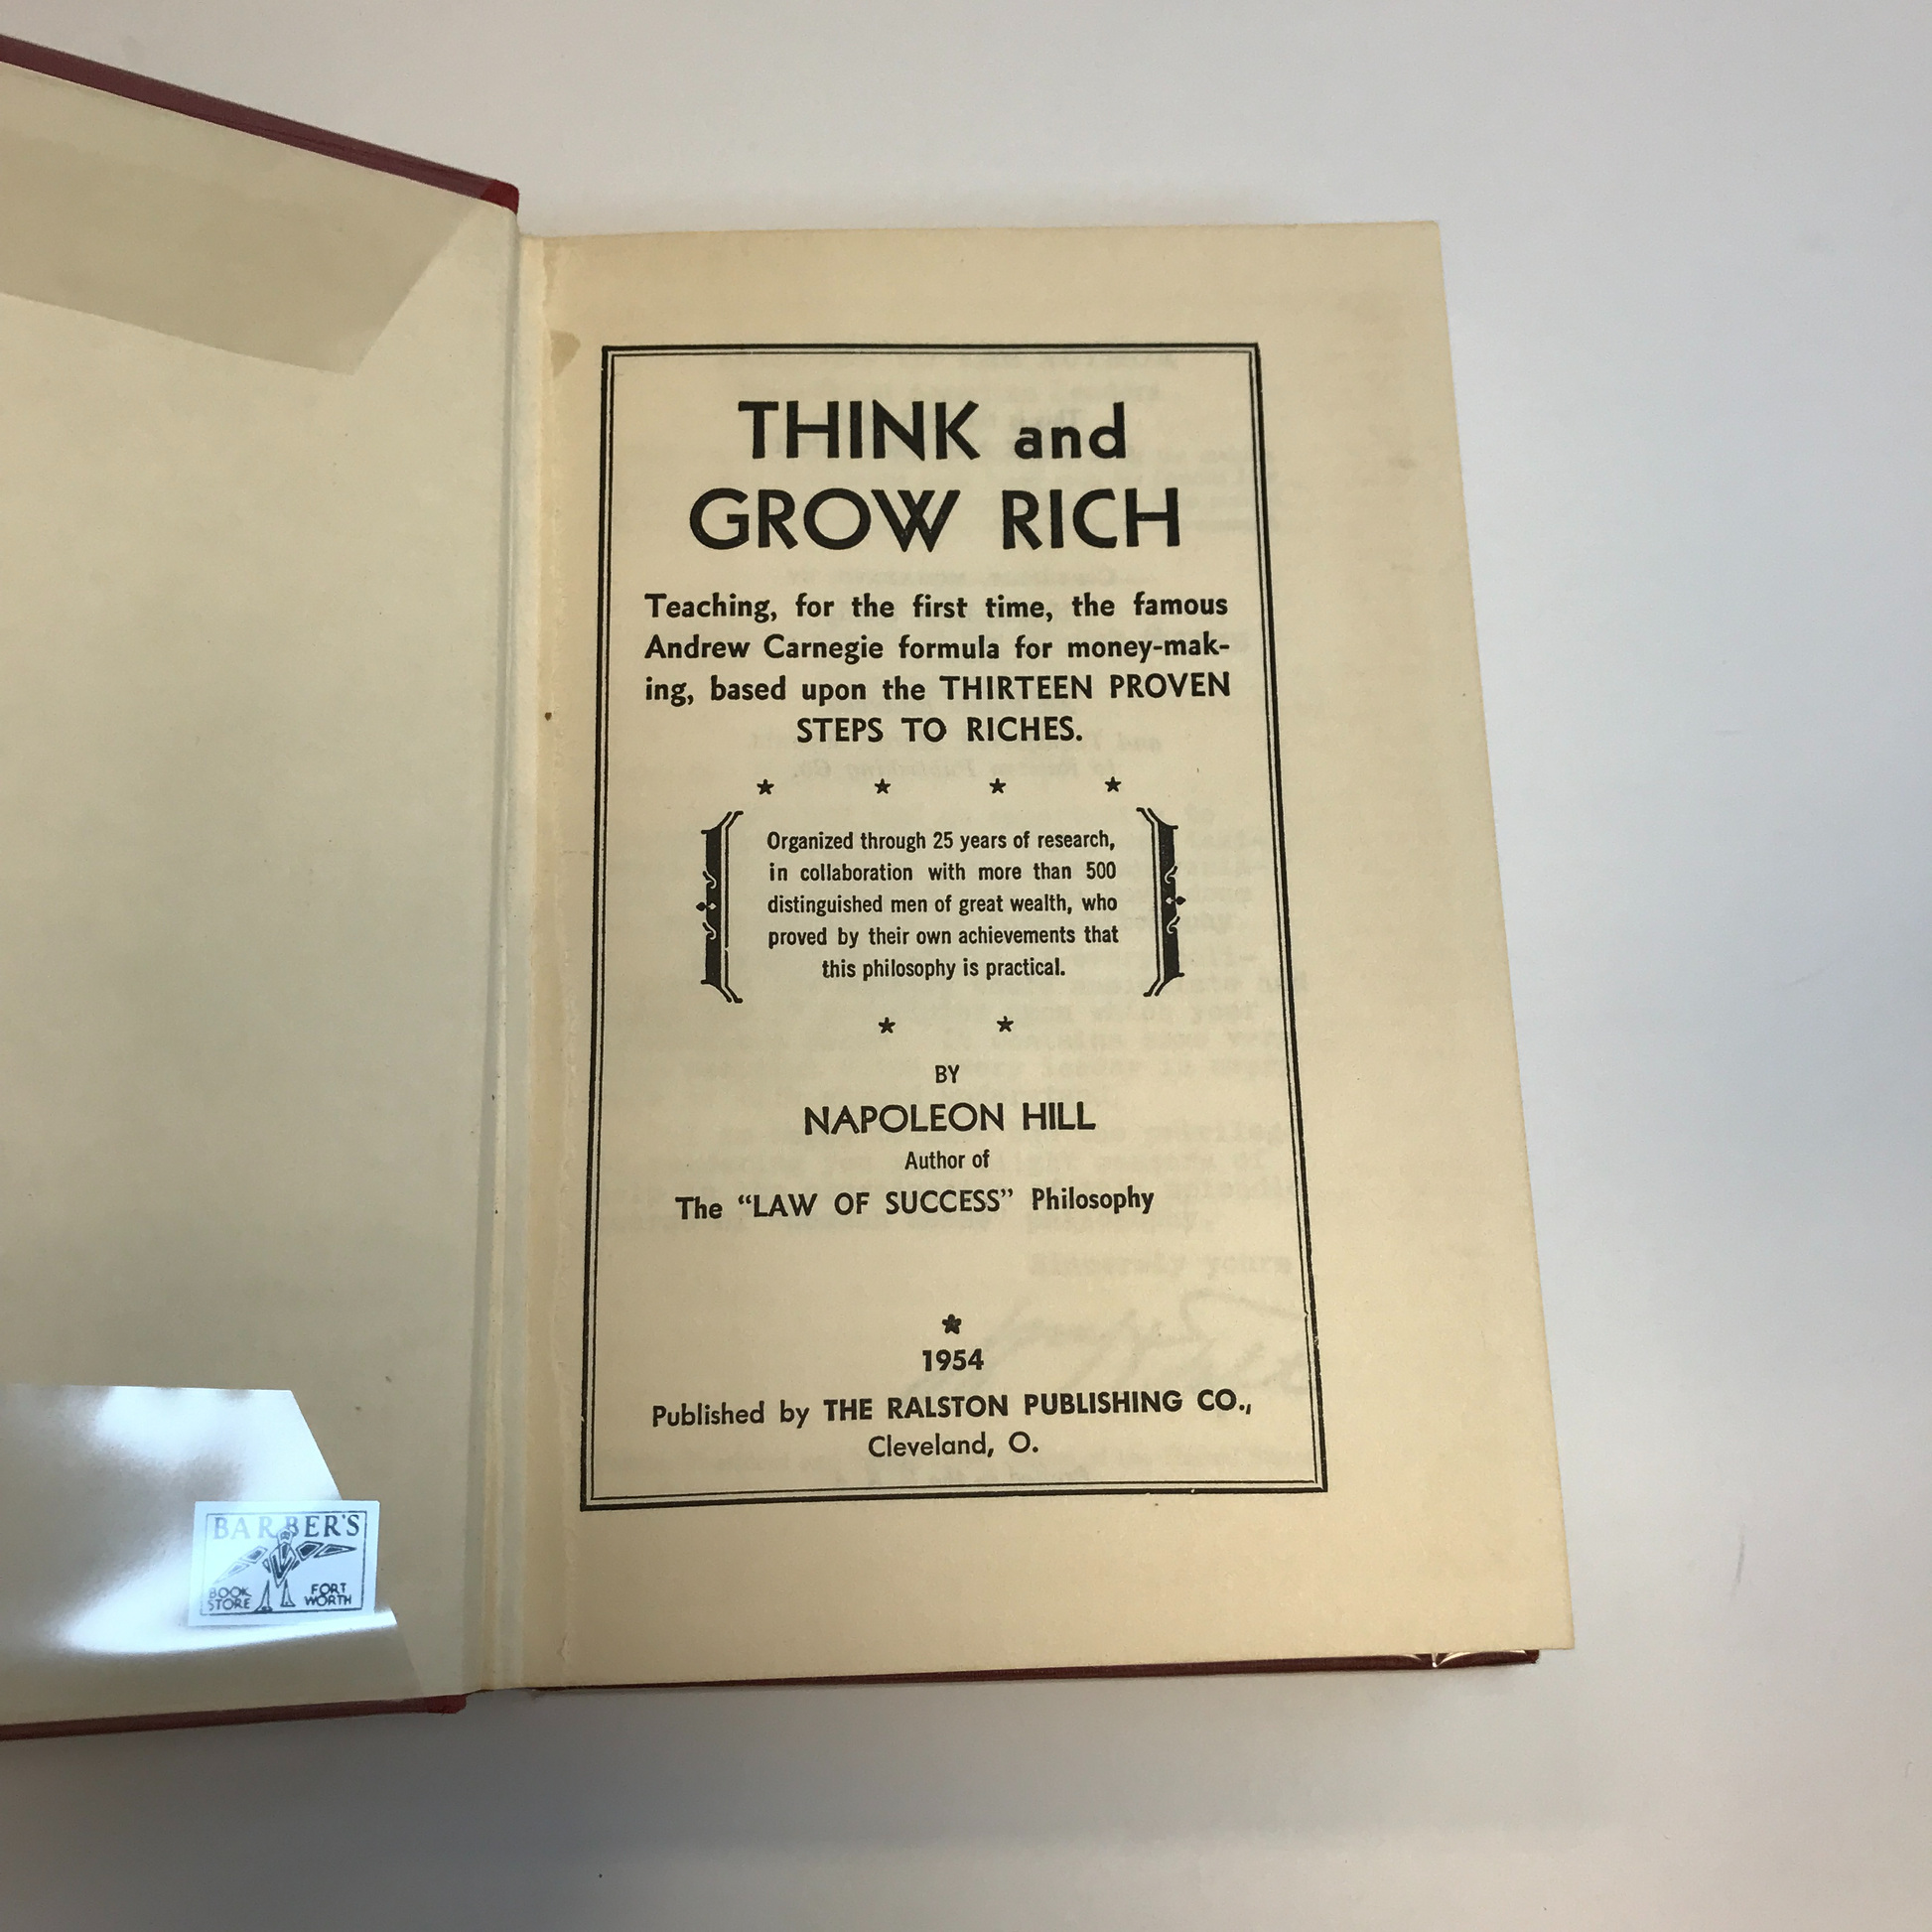 THINK and
GROW RICH
Teaching, for the first time, the famous
Andrew Carnegie formula for money-mak-
ing, based upon the THIRTEEN PROVEN
STEPS TO RICHES.
Organized through 25 years of research,
in collaboration with more than 500
distinguished men of great wealth, who
proved by their own achievements that
this philosophy is practical.
BY
NAPOLEON HILL
Author of
The “LAW OF SUCCESS” Philosophy
1954
Published by THE RALSTON PUBLISHING CO.,
Cleveland, O.
BARBER'S
BOOK STORE
FORT WORTH